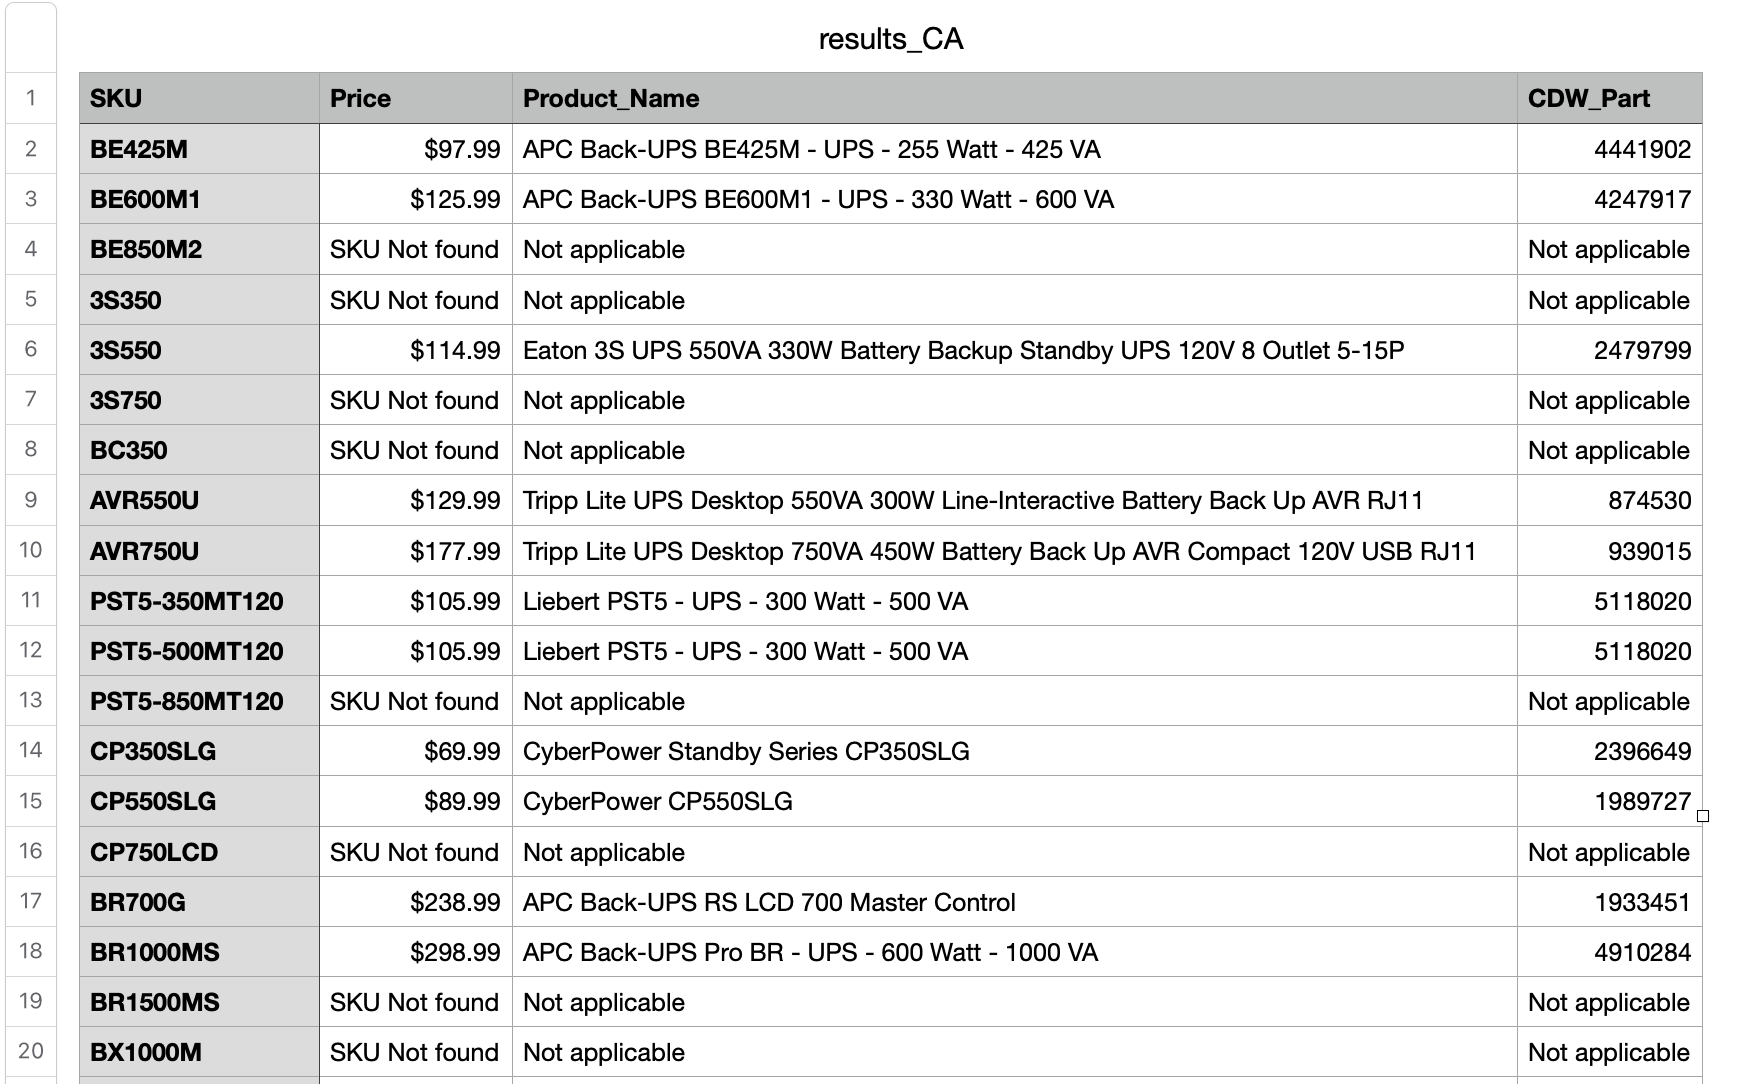 results_CA
1 SKU Price Product_Name CDW_Part
2 BE425M $97.99 APC Back-UPS BE425M - UPS - 255 Watt - 425 VA 4441902
3 BE600M1 $125.99 APC Back-UPS BE600M1 - UPS - 330 Watt - 600 VA 4247917
4 BE850M2 SKU Not found Not applicable Not applicable
5 3S350 SKU Not found Not applicable Not applicable
6 3S550 $114.99 Eaton 3S UPS 550VA 330W Battery Backup Standby UPS 120V 8 Outlet 5-15P 2479799
7 3S750 SKU Not found Not applicable Not applicable
8 BC350 SKU Not found Not applicable Not applicable
9 AVR550U $129.99 Tripp Lite UPS Desktop 550VA 300W Line-Interactive Battery Back Up AVR RJ11 874530
10 AVR750U $177.99 Tripp Lite UPS Desktop 750VA 450W Battery Back Up AVR Compact 120V USB RJ11 939015
11 PST5-350MT120 $105.99 Liebert PST5 - UPS - 300 Watt - 500 VA 5118020
12 PST5-500MT120 $105.99 Liebert PST5 - UPS - 300 Watt - 500 VA 5118020
13 PST5-850MT120 SKU Not found Not applicable Not applicable
14 CP350SLG $69.99 CyberPower Standby Series CP350SLG 2396649
15 CP550SLG $89.99 CyberPower CP550SLG 1989727
16 CP750LCD SKU Not found Not applicable Not applicable
17 BR700G $238.99 APC Back-UPS RS LCD 700 Master Control 1933451
18 BR1000MS $298.99 APC Back-UPS Pro BR - UPS - 600 Watt - 1000 VA 4910284
19 BR1500MS SKU Not found Not applicable Not applicable
20 BX1000M SKU Not found Not applicable Not applicable